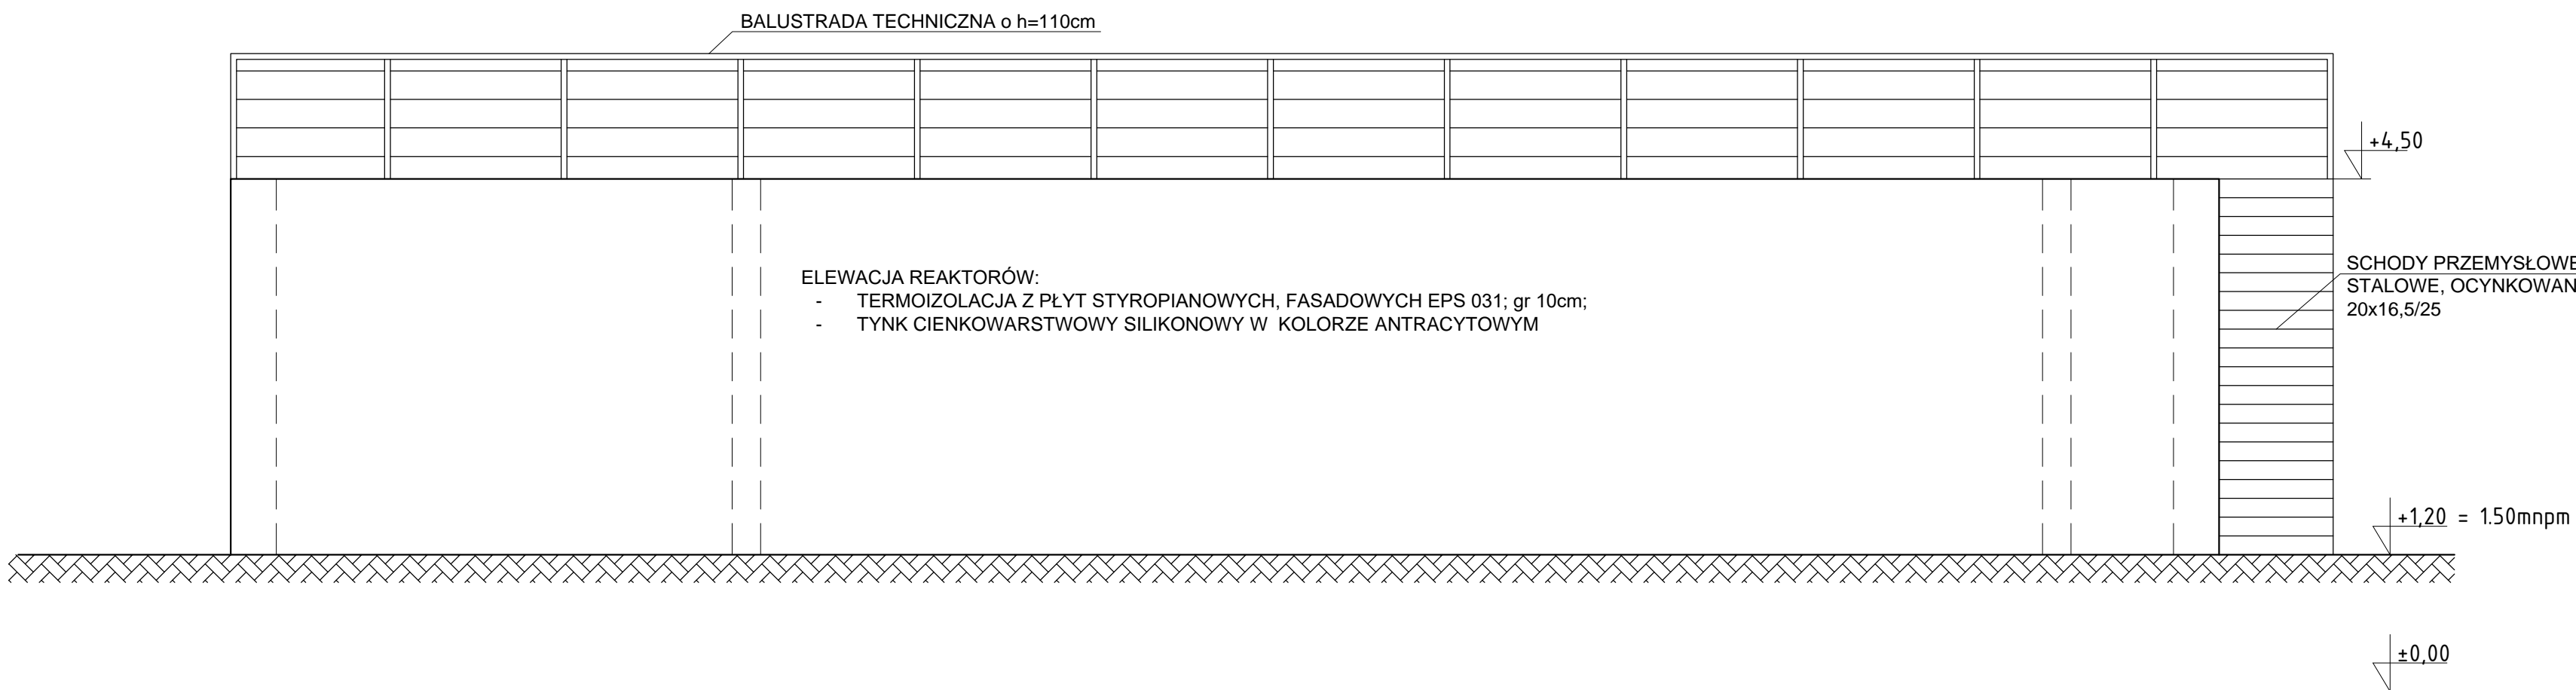 BALUSTRADA TECHNICZNA o h=110cm
+4,50
ELEWACJA REAKTORÓW:
- TERMOIZOLACJA Z PŁYT STYROPIANOWYCH, FASADOWYCH EPS 031; gr 10cm;
- TYNK CIENKOWARSTWOWY SILIKONOWY W KOLORZE ANTRACYTOWYM
SCHODY PRZEMYSŁOWE
STALOWE, OCYNKOWAN
20x16,5/25
+1,20 = 1.50mnpm
±0,00